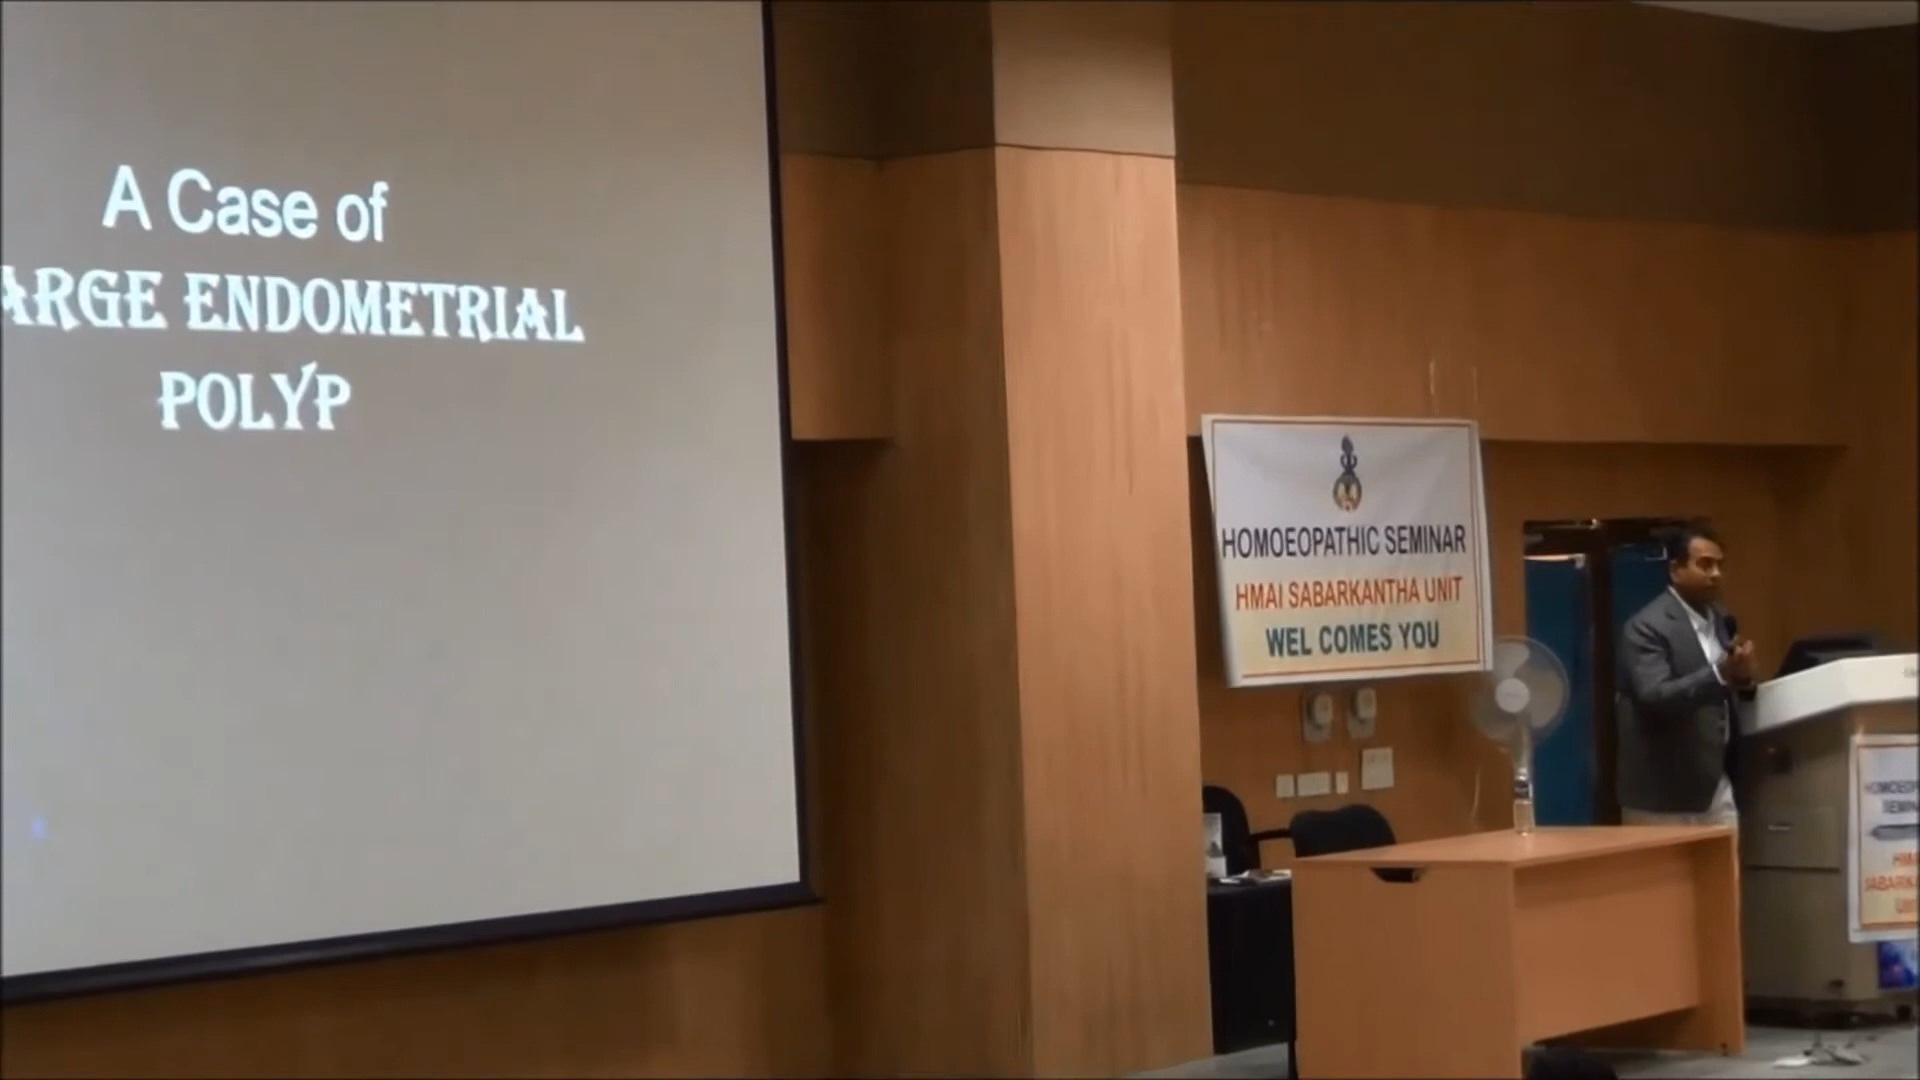 A Case of
ARGE ENDOMETRIAL
POLYP
HOMOEOPATHIC SEMINAR
HMAI SABARKANTHA UNIT
WEL COMES YOU